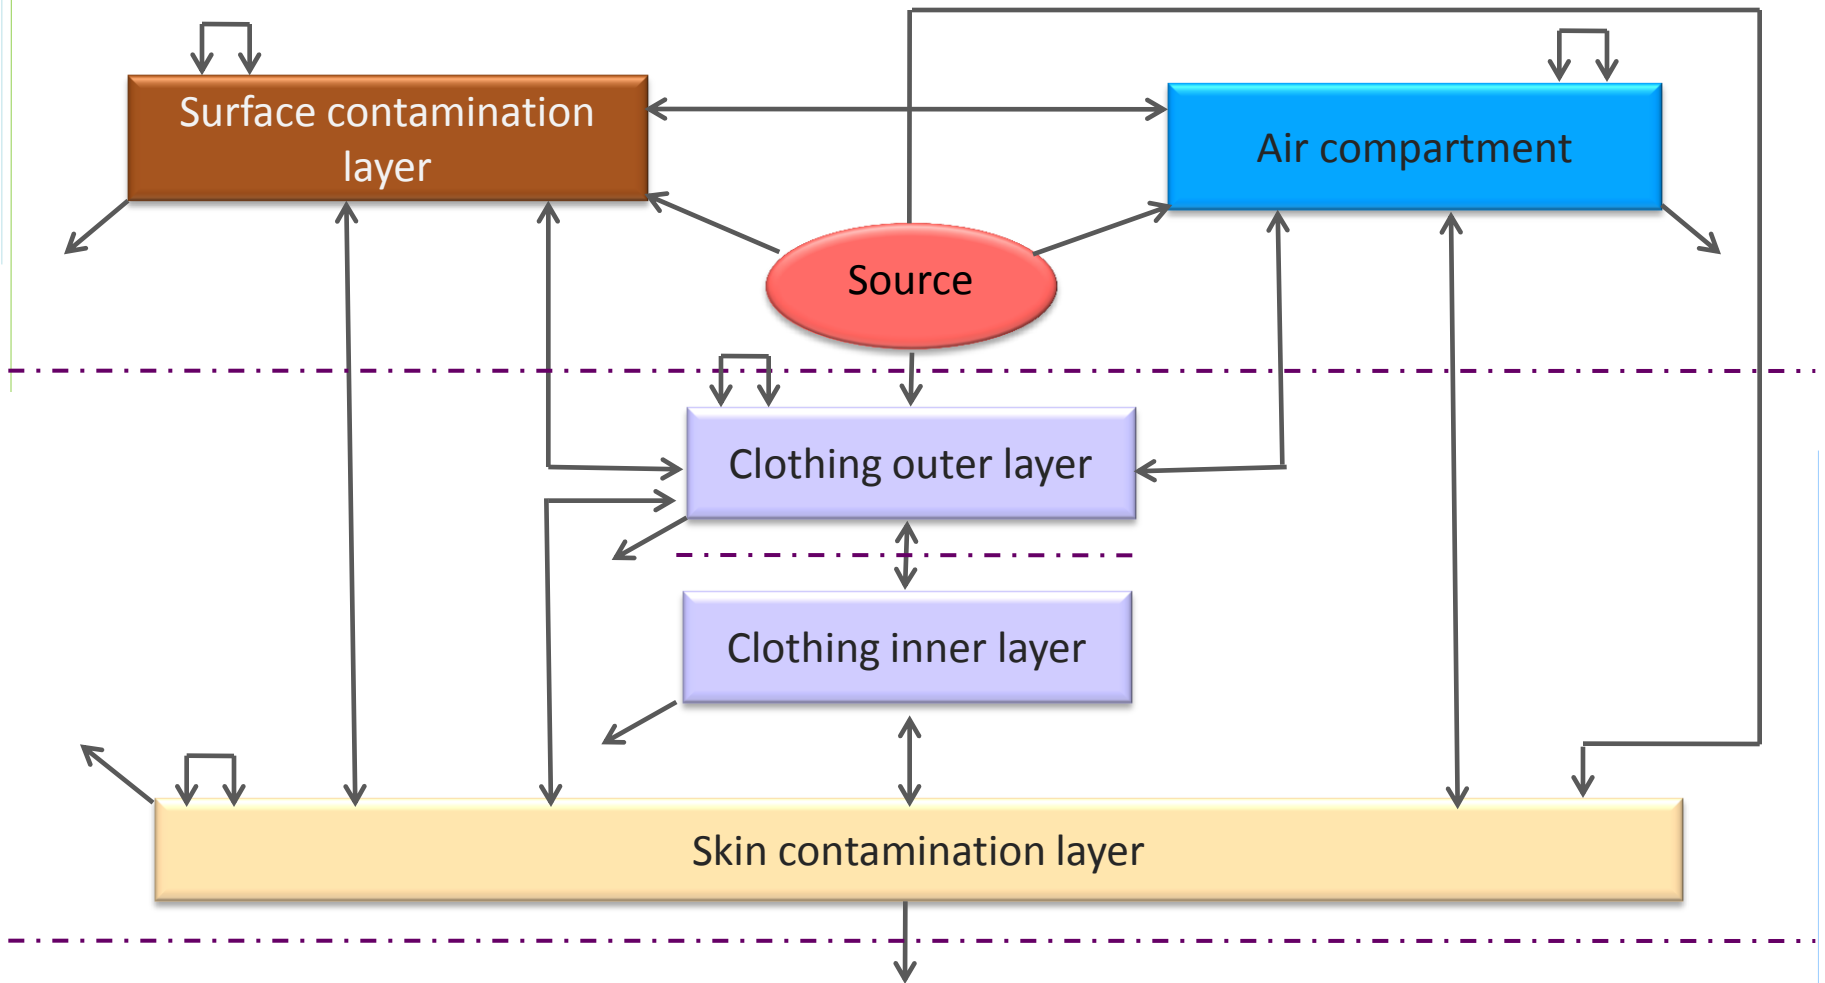 Surface contamination
layer
Air compartment
Source
Clothing outer layer
Clothing inner layer
Skin contamination layer